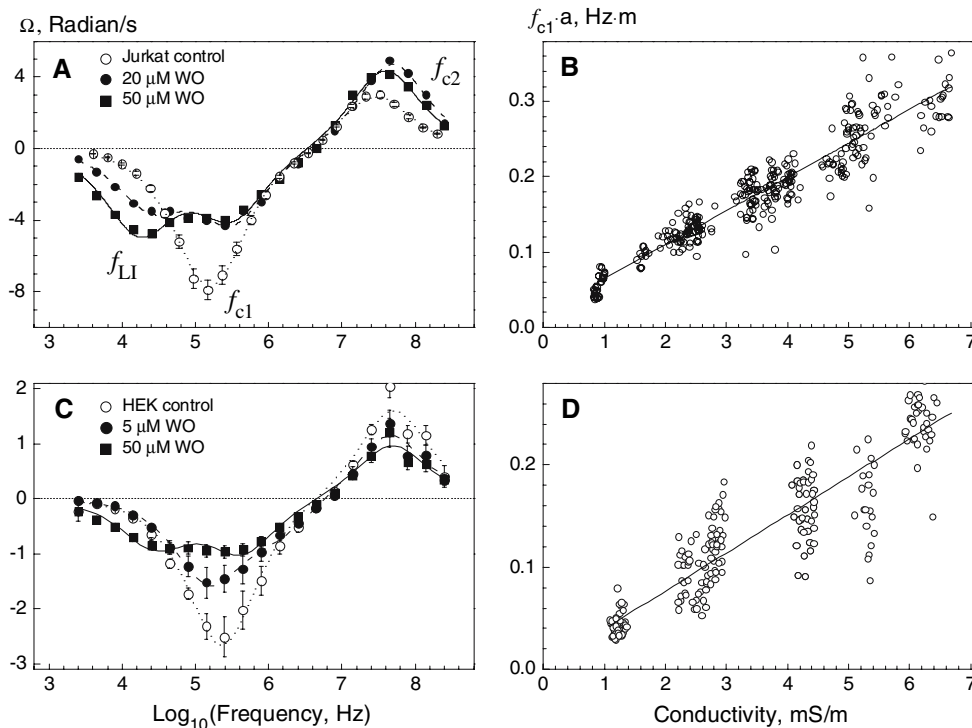 Ω, Radian/s
A
Jurkat control
20 µM WO
50 µM WO
f_LI
f_c1
f_c2
4
0
-4
-8
3 4 5 6 7 8 9
f_c1·a, Hz·m
B
0.3
0.2
0.1
0.0
0 1 2 3 4 5 6 7
C
HEK control
5 µM WO
50 µM WO
2
1
0
-1
-2
-3
3 4 5 6 7 8 9
Log10(Frequency, Hz)
D
0.2
0.1
0.0
0 1 2 3 4 5 6 7
Conductivity, mS/m